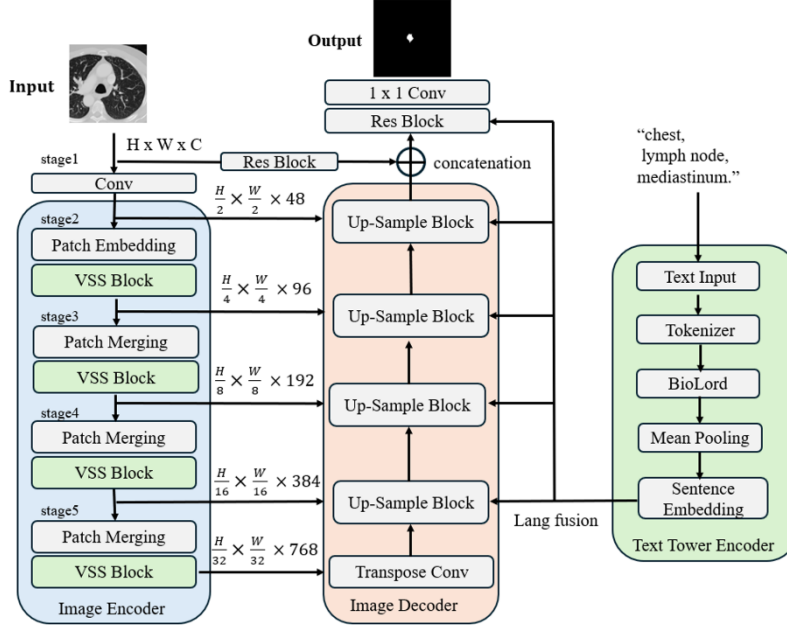 Output
Input
1 x 1 Conv
Res Block
“chest,
lymph node,
mediastinum.”
H x W x C
stage1
Res Block
concatenation
Conv
H/2 × W/2 × 48
stage2
Up-Sample Block
Patch Embedding
VSS Block
Text Input
H/4 × W/4 × 96
stage3
Up-Sample Block
Tokenizer
Patch Merging
VSS Block
BioLord
H/8 × W/8 × 192
stage4
Up-Sample Block
Patch Merging
Mean Pooling
VSS Block
H/16 × W/16 × 384
Up-Sample Block
Sentence
Embedding
stage5
Lang fusion
Patch Merging
Text Tower Encoder
H/32 × W/32 × 768
VSS Block
Transpose Conv
Image Encoder
Image Decoder